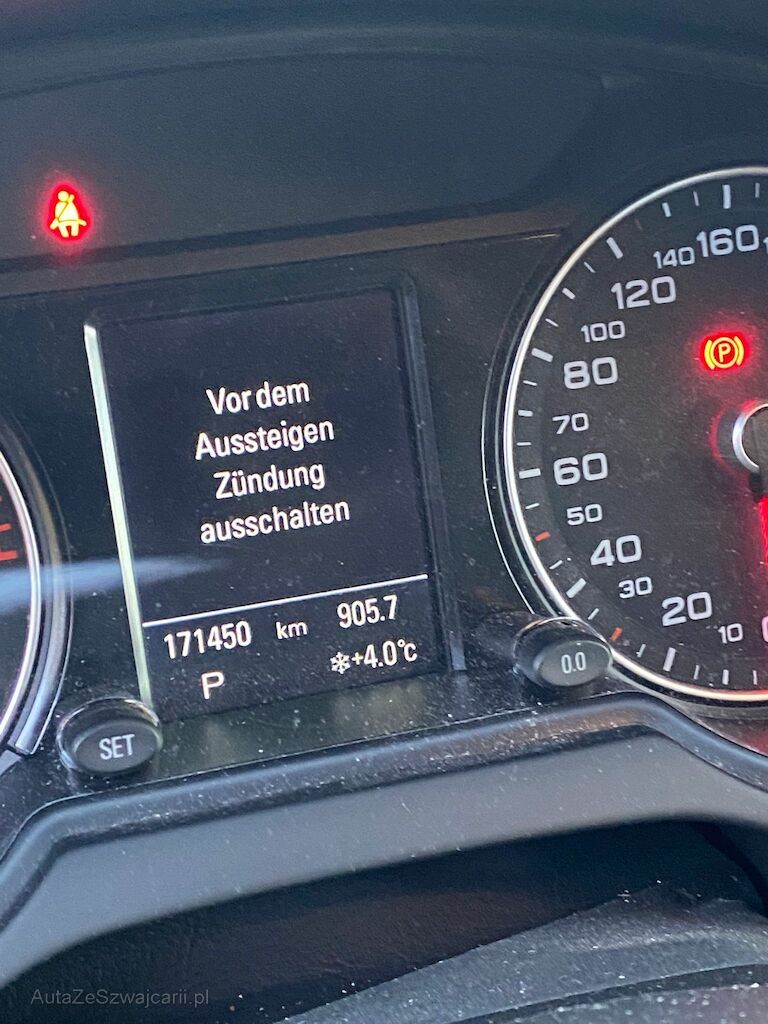 Vor dem
Aussteigen
Zündung
ausschalten
171450 km 905.7
P
❄+4.0°C
SET
0.0
160
140
120
100
80
70
60
50
40
30
20
10
P
AutaZeSzwajcarii.pl